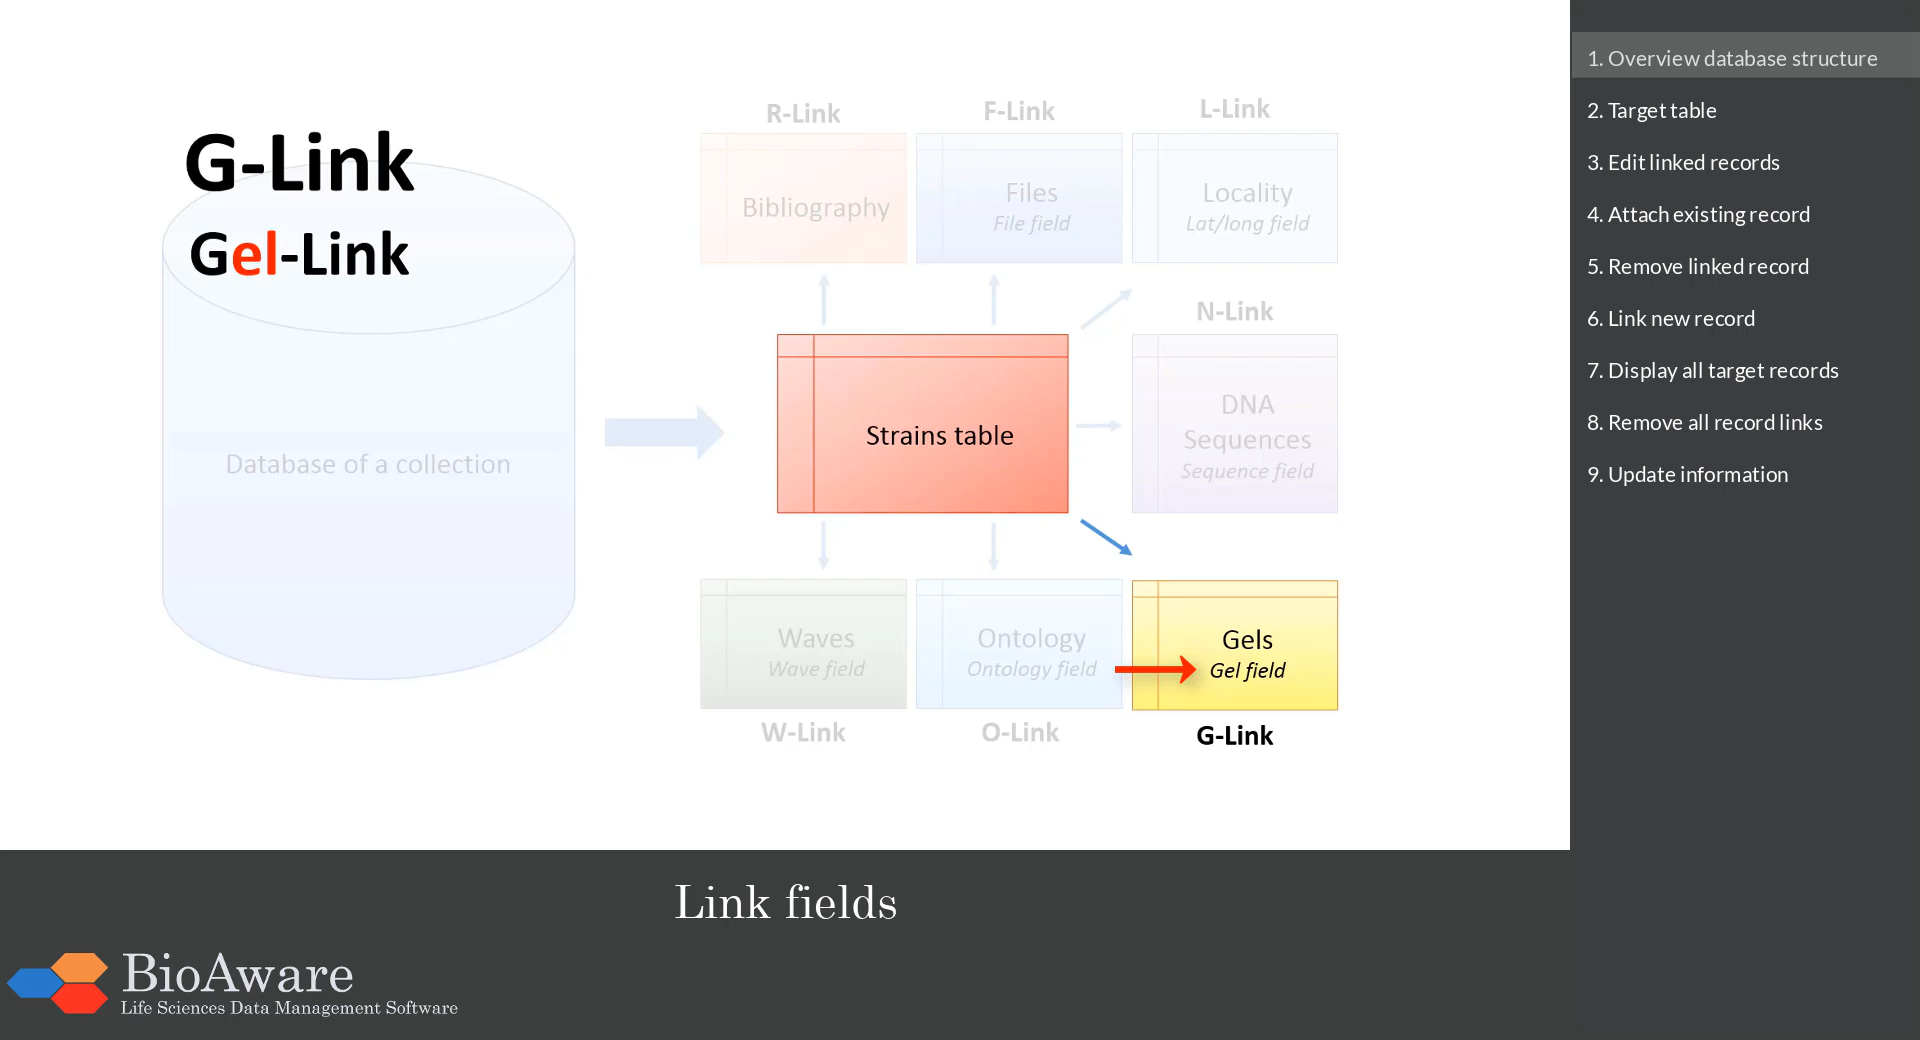 G-Link
Gel-Link
Database of a collection
R-Link
F-Link
L-Link
Bibliography
Files
File field
Locality
Lat/long field
N-Link
Strains table
DNA
Sequences
Sequence field
Waves
Wave field
Ontology
Ontology field
Gels
Gel field
W-Link
O-Link
G-Link
1. Overview database structure
2. Target table
3. Edit linked records
4. Attach existing record
5. Remove linked record
6. Link new record
7. Display all target records
8. Remove all record links
9. Update information
Link fields
BioAware
Life Sciences Data Management Software